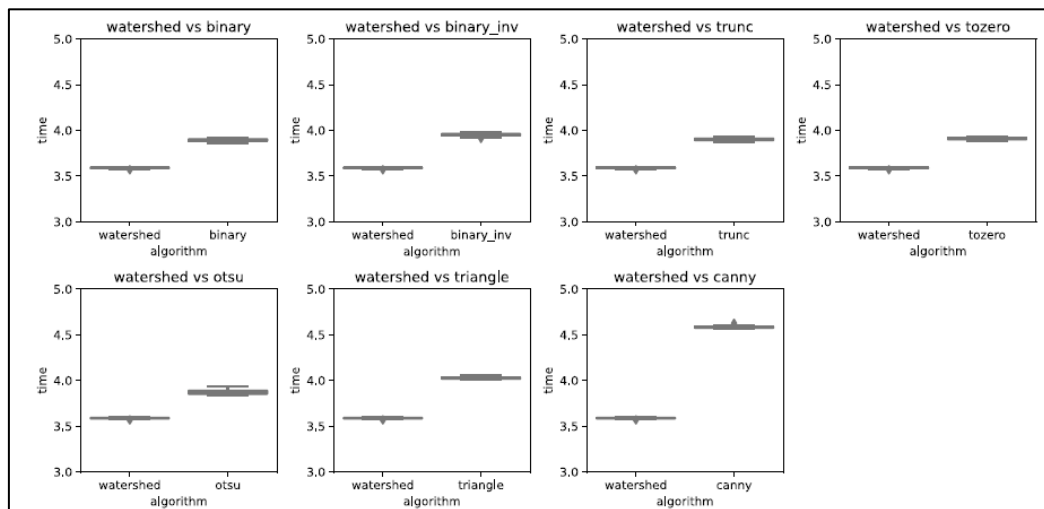 watershed vs binary
5.0
4.5
4.0
3.5
3.0
time
watershed binary
algorithm
watershed vs binary_inv
5.0
4.5
4.0
3.5
3.0
time
watershed binary_inv
algorithm
watershed vs trunc
5.0
4.5
4.0
3.5
3.0
time
watershed trunc
algorithm
watershed vs tozero
5.0
4.5
4.0
3.5
3.0
time
watershed tozero
algorithm
watershed vs otsu
5.0
4.5
4.0
3.5
3.0
time
watershed otsu
algorithm
watershed vs triangle
5.0
4.5
4.0
3.5
3.0
time
watershed triangle
algorithm
watershed vs canny
5.0
4.5
4.0
3.5
3.0
time
watershed canny
algorithm